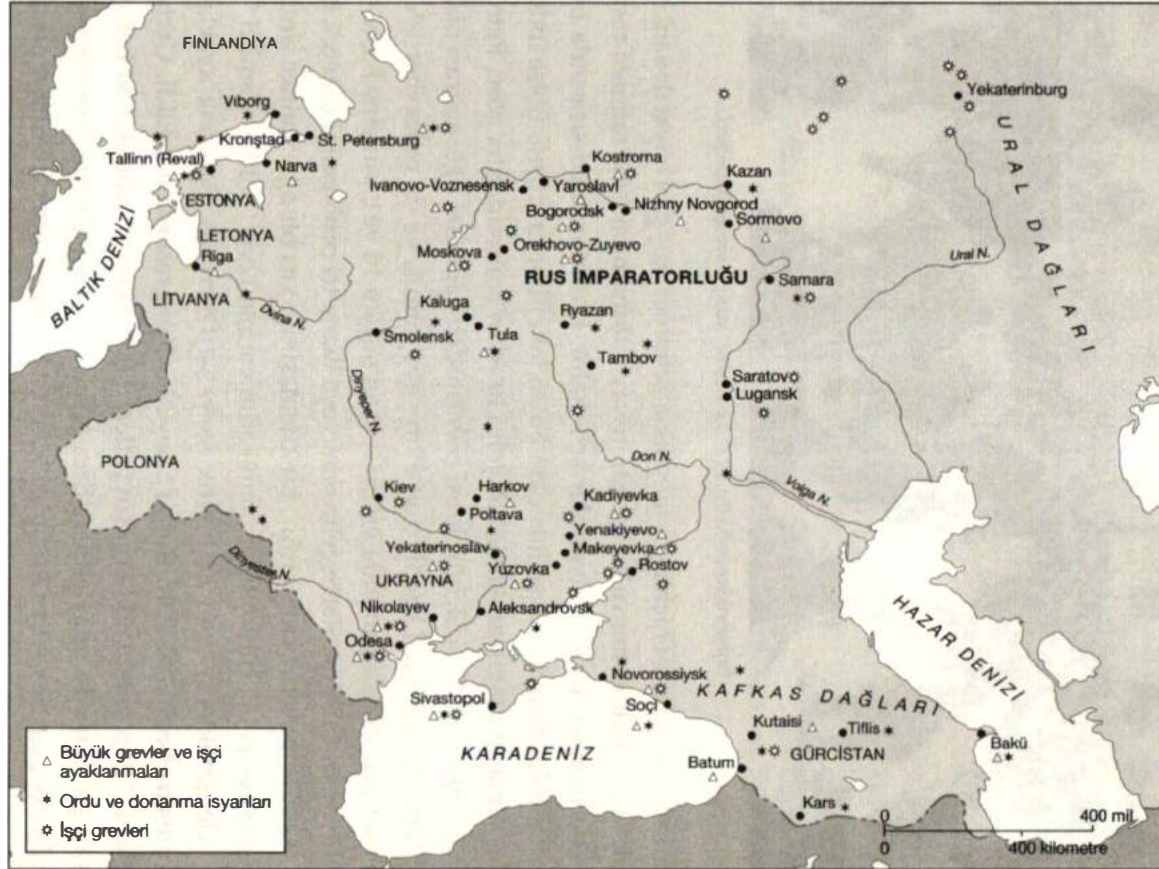 FİNLANDİYA
Viborg
Kronştad
St. Petersburg
Yekaterinburg
Tallinn (Reval)
Narva
Kostroma
Kazan
URAL DAĞLARI
ESTONYA
Ivanovo-Voznesensk
Yaroslavl
Bogorodsk
Nizhny Novgorod
Sormovo
LETONYA
Riga
Moskova
Orekhovo-Zuyevo
Ural N.
BALTIK DENİZİ
RUS İMPARATORLUĞU
Samara
LİTVANYA
Dvina N.
Kaluga
Ryazan
Smolensk
Tula
Tambov
Saratov
Lugansk
Dinyeper N.
Don N.
POLONYA
Volga N.
Kiev
Harkov
Kadiyevka
Poltava
Yenakiyevo
Yekaterinoslav
Makeyevka
Dinyester N.
UKRAYNA
Yuzovka
Rostov
Nikolayev
Aleksandrovsk
HAZAR DENİZİ
Odesa
Novorossiysk
KAFKAS DAĞLARI
Sivastopol
Soçi
Kutaisi
Tiflis
KARADENİZ
GÜRCİSTAN
Bakü
Batum
Kars
Büyük grevler ve işçi
ayaklanmaları
Ordu ve donanma isyanları
İşçi grevleri
0 400 mil
0 400 kilometre